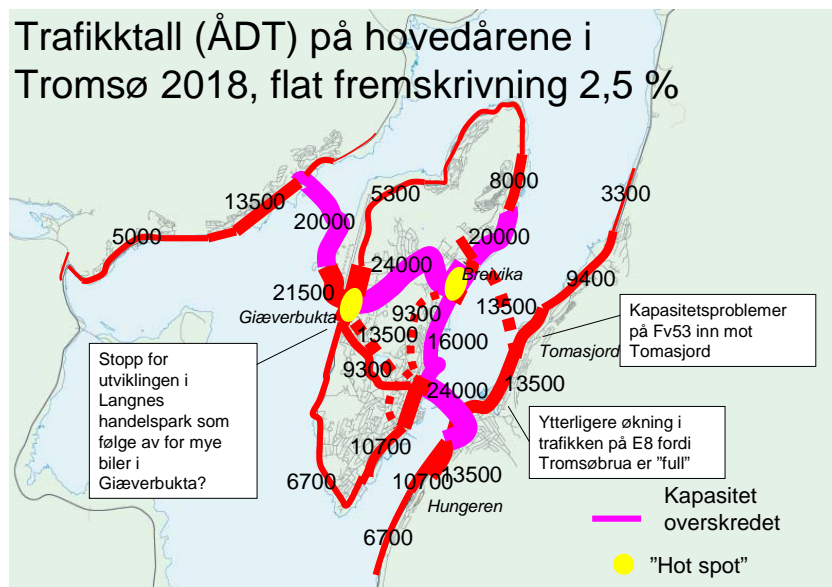 Trafikktall (ÅDT) på hovedårene i
Tromsø 2018, flat fremskrivning 2,5 %
13500
5300
8000
3300
20000
5000
20000
24000
Breivika
9400
21500
9300
13500
Giæverbukta
13500
16000
Kapasitetsproblemer
på Fv53 inn mot
Tomasjord
Tomasjord
Stopp for
utviklingen i
Langnes
handelspark som
følge av for mye
biler i
Giæverbukta?
9300
24000
13500
Ytterligere økning i
trafikken på E8 fordi
Tromsøbrua er ”full”
10700
6700
10700
13500
Hungeren
6700
Kapasitet
overskredet
”Hot spot”